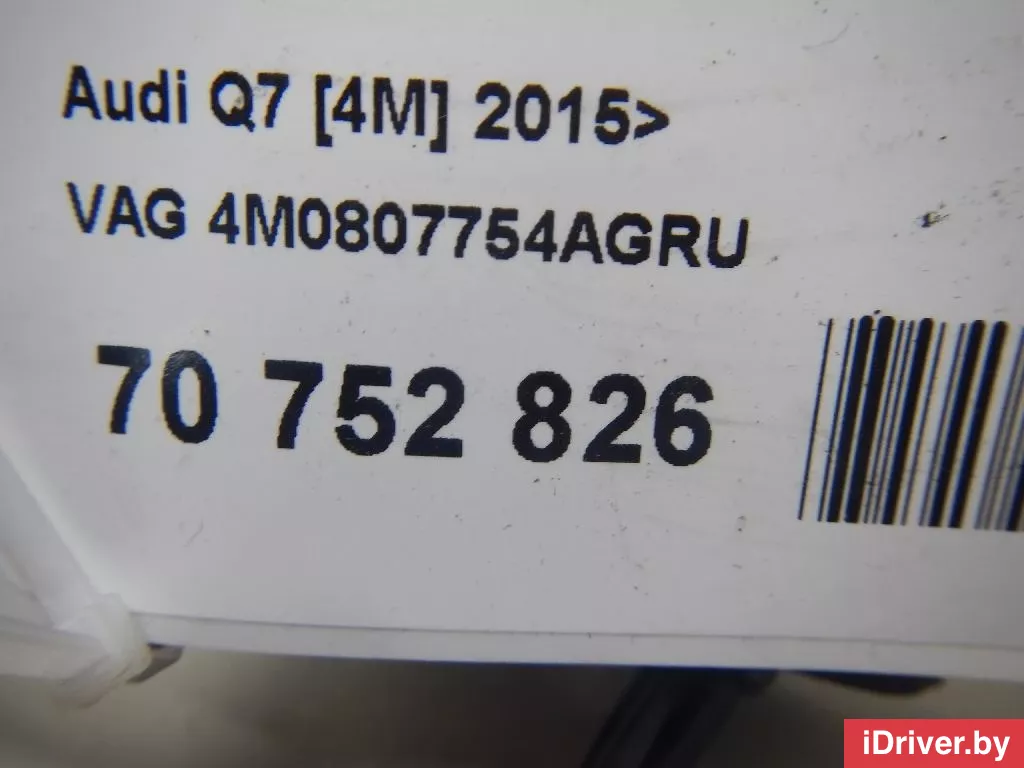 Audi Q7 [4M] 2015>
VAG 4M0807754AGRU
70 752 826
iDriver.by